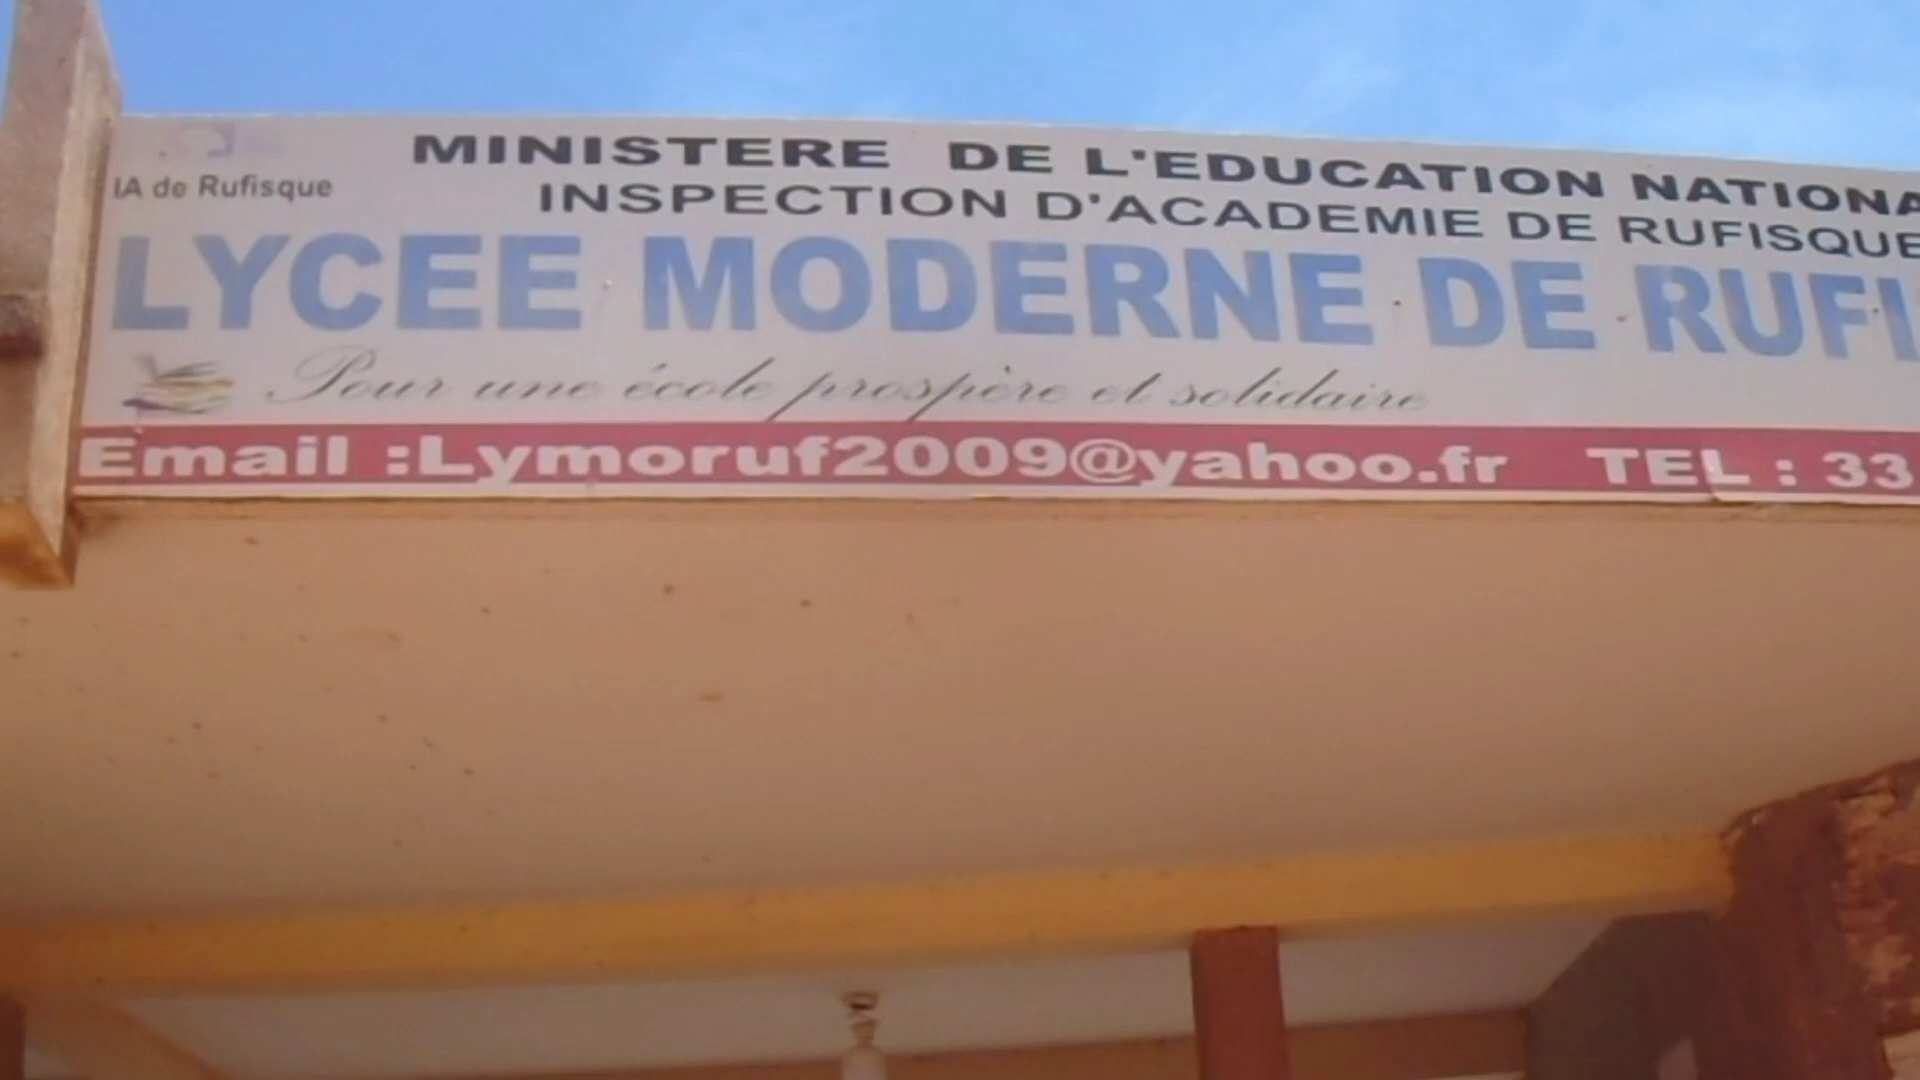 MINISTERE DE L'EDUCATION NATIONA
IA de Rufisque
INSPECTION D'ACADEMIE DE RUFISQUE
LYCEE MODERNE DE RUFI
Pour une école prospère et solidaire
Email :Lymoruf2009@yahoo.fr TEL : 33